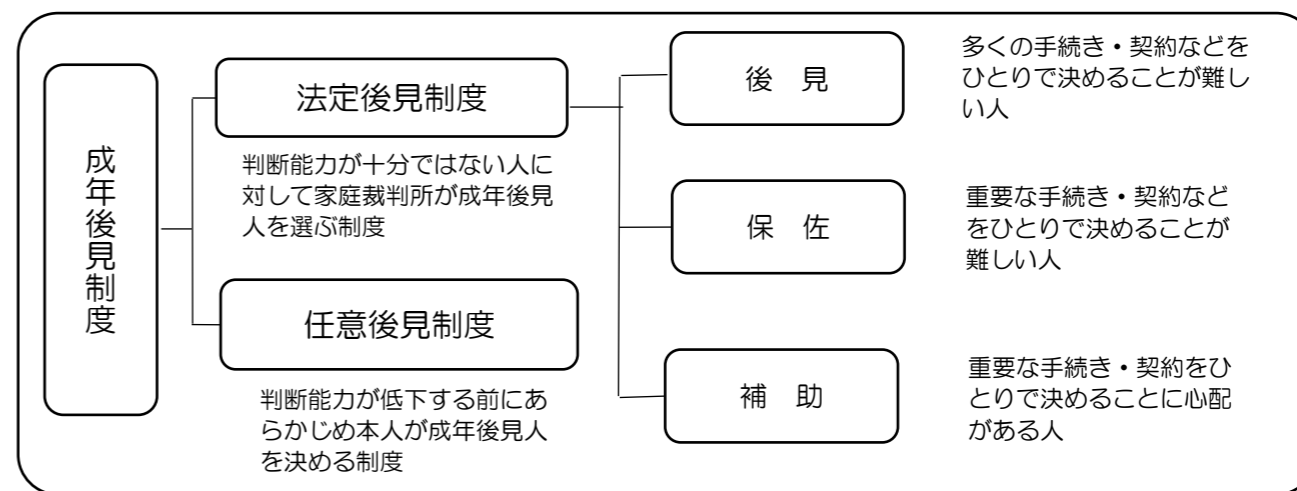 成年後見制度
法定後見制度
判断能力が十分ではない人に
対して家庭裁判所が成年後見
人を選ぶ制度
任意後見制度
判断能力が低下する前にあ
らかじめ本人が成年後見人
を決める制度
後　見
多くの手続き・契約などを
ひとりで決めることが難し
い人
保　佐
重要な手続き・契約など
をひとりで決めることが
難しい人
補　助
重要な手続き・契約をひ
とりで決めることに心配
がある人